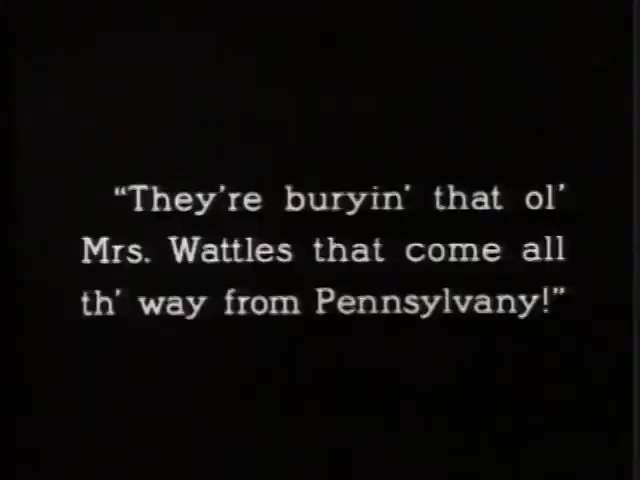 “They’re buryin’ that ol’
Mrs. Wattles that come all
th’ way from Pennsylvany!”